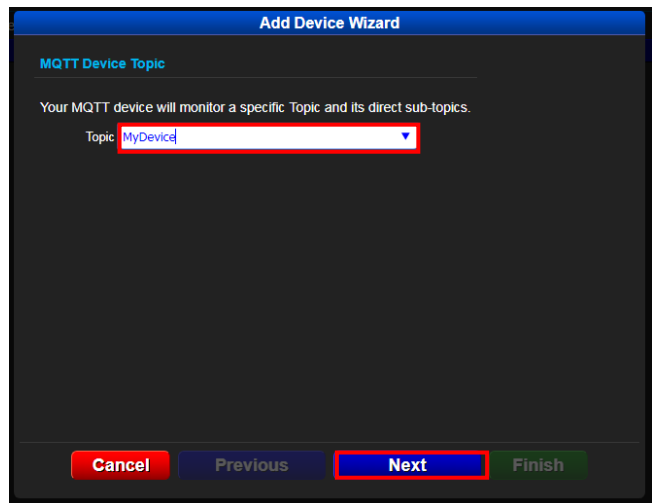 Add Device Wizard
MQTT Device Topic
Your MQTT device will monitor a specific Topic and its direct sub-topics.
Topic MyDevice
Cancel Previous Next Finish